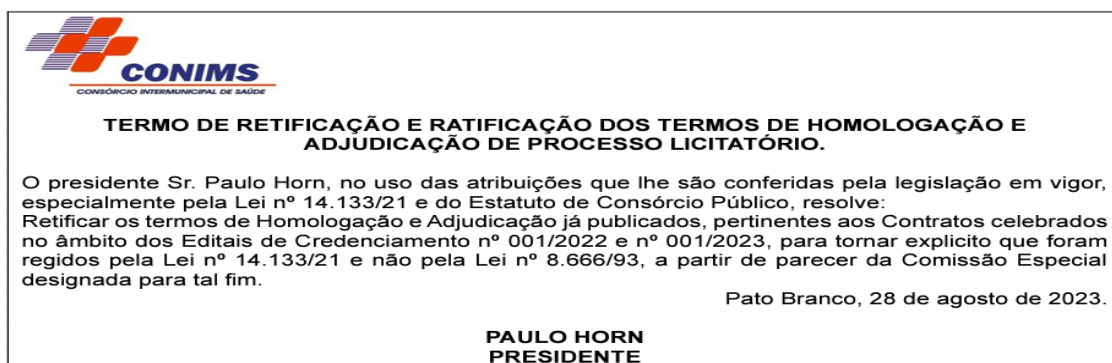 CONIMS
CONSÓRCIO INTERMUNICIPAL DE SAÚDE
TERMO DE RETIFICAÇÃO E RATIFICAÇÃO DOS TERMOS DE HOMOLOGAÇÃO E
ADJUDICAÇÃO DE PROCESSO LICITATÓRIO.
O presidente Sr. Paulo Horn, no uso das atribuições que lhe são conferidas pela legislação em vigor,
especialmente pela Lei nº 14.133/21 e do Estatuto de Consórcio Público, resolve:
Retificar os termos de Homologação e Adjudicação já publicados, pertinentes aos Contratos celebrados
no âmbito dos Editais de Credenciamento nº 001/2022 e nº 001/2023, para tornar explicito que foram
regidos pela Lei nº 14.133/21 e não pela Lei nº 8.666/93, a partir de parecer da Comissão Especial
designada para tal fim.
Pato Branco, 28 de agosto de 2023.
PAULO HORN
PRESIDENTE